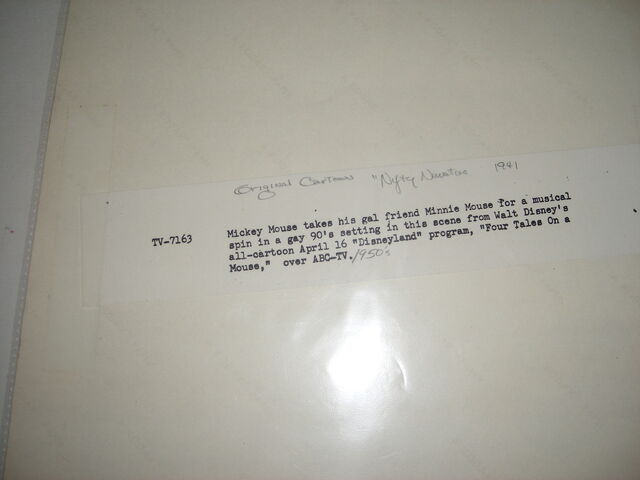 Original Cartoon "Nifty Nineties 1941
TV-7163
Mickey Mouse takes his gal friend Minnie Mouse for a musical
spin in a gay 90's setting in this scene from Walt Disney's
all-cartoon April 16 "Disneyland" program, "Four Tales On a
Mouse," over ABC-TV. 1950's